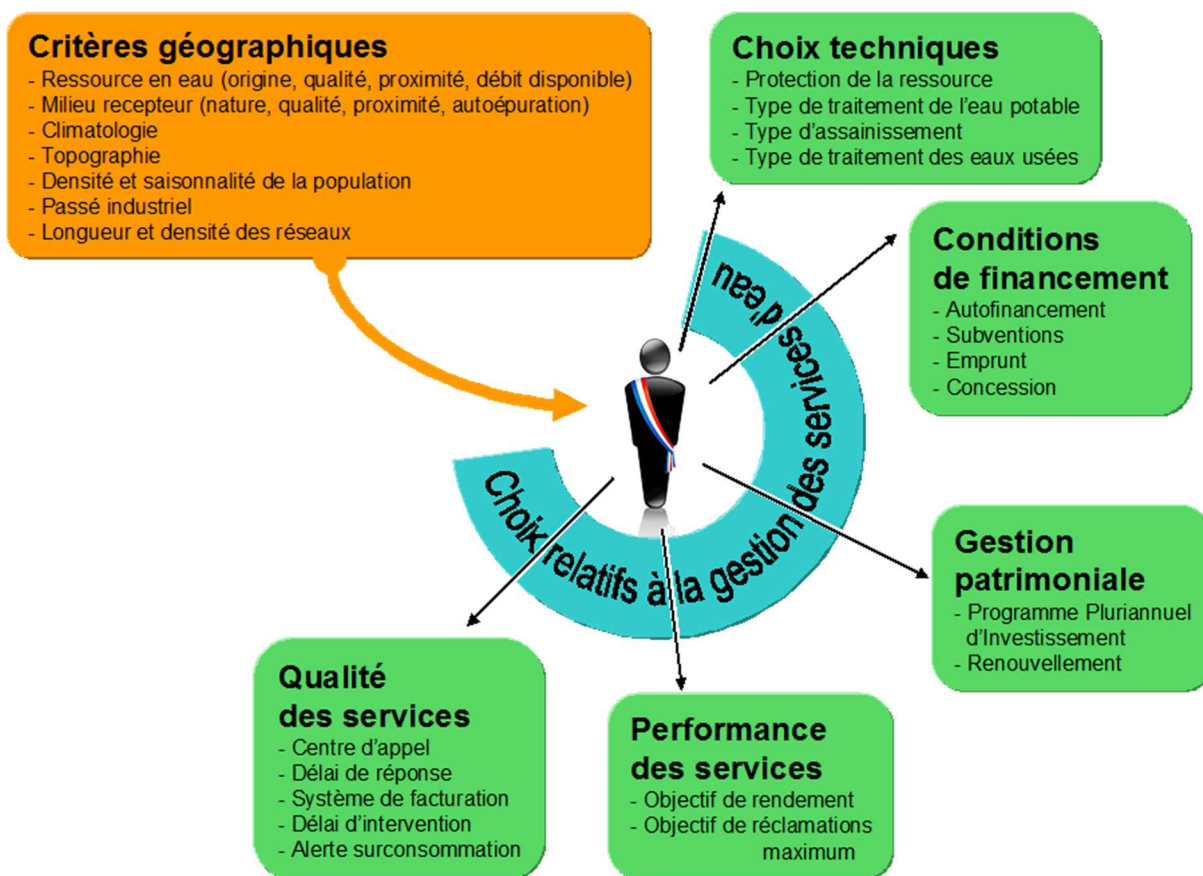 Critères géographiques
- Ressource en eau (origine, qualité, proximité, débit disponible)
- Milieu recepteur (nature, qualité, proximité, autoépuration)
- Climatologie
- Topographie
- Densité et saisonnalité de la population
- Passé industriel
- Longueur et densité des réseaux
Choix techniques
- Protection de la ressource
- Type de traitement de l'eau potable
- Type d'assainissement
- Type de traitement des eaux usées
Conditions
de financement
- Autofinancement
- Subventions
- Emprunt
- Concession
Choix relatifs à la gestion des services d'eau
Gestion
patrimoniale
- Programme Pluriannuel
d'Investissement
- Renouvellement
Qualité
des services
- Centre d'appel
- Délai de réponse
- Système de facturation
- Délai d'intervention
- Alerte surconsommation
Performance
des services
- Objectif de rendement
- Objectif de réclamations
maximum